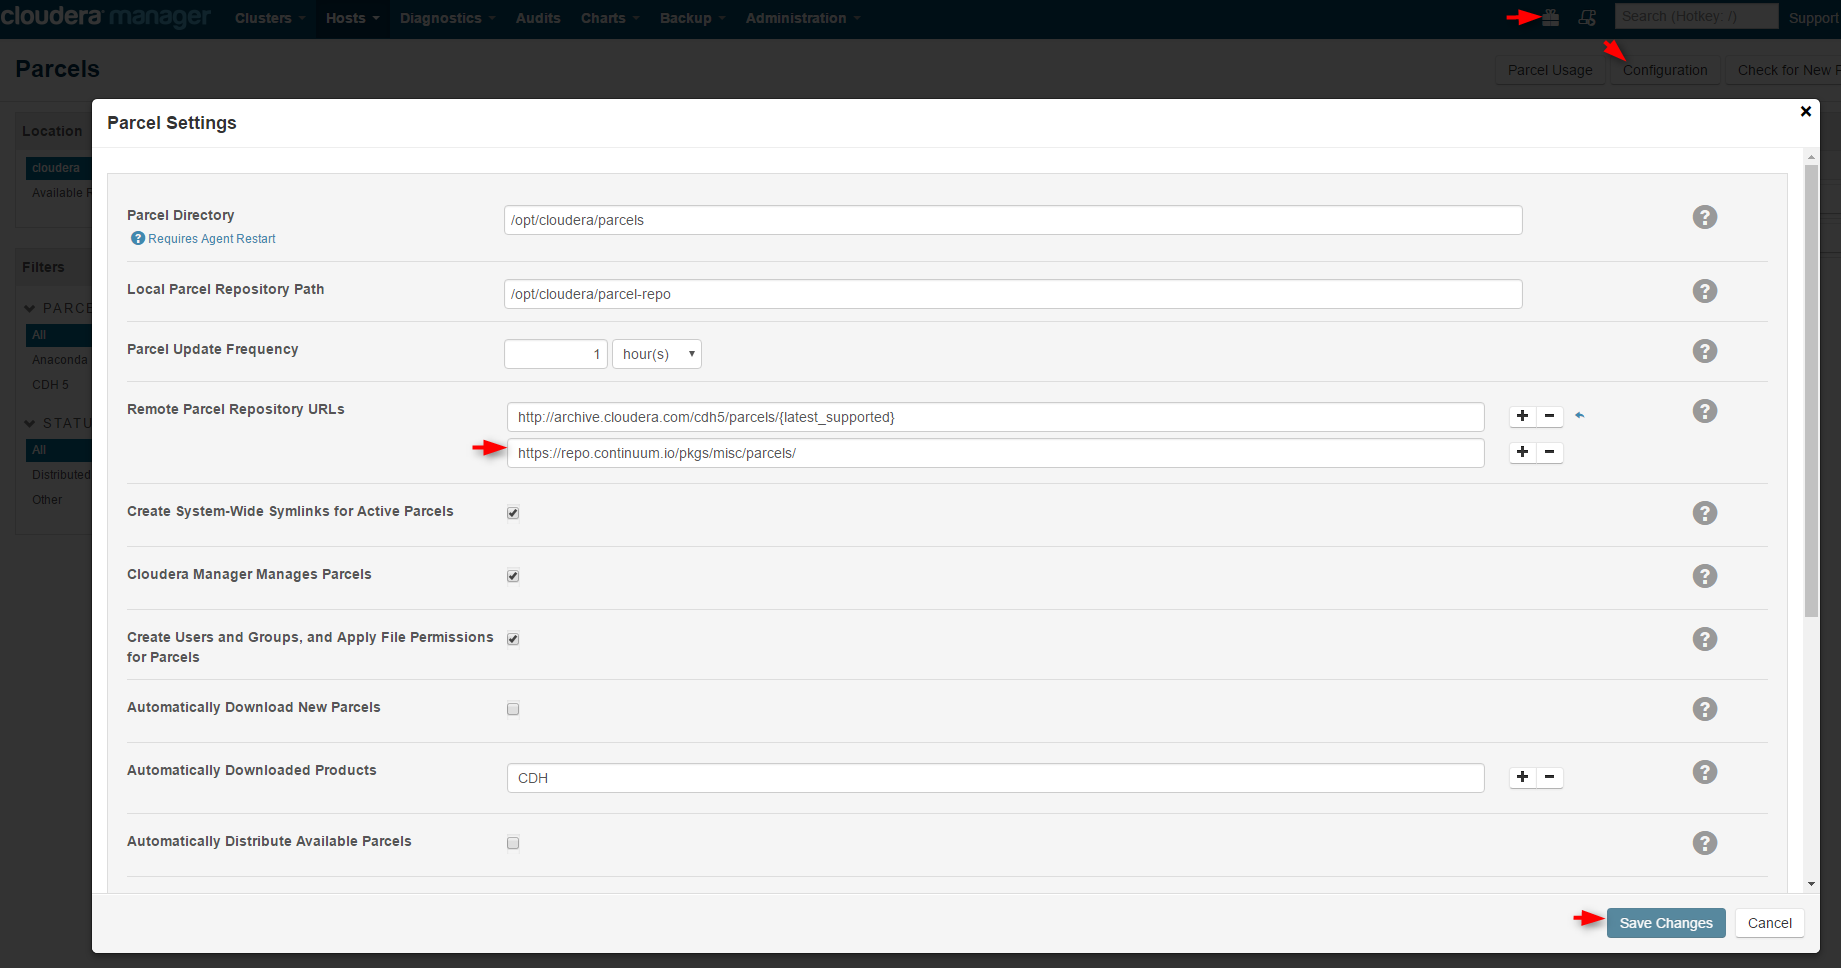 cloudera manager Clusters Hosts Diagnostics Audits Charts Backup Administration Search (Hotkey: /) Support
Parcels
Parcel Usage Configuration Check for New P
Location
cloudera
Available P
Filters
PARCE
All
Anaconda
CDH 5
STATU
All
Distributed
Other
Parcel Settings
Parcel Directory /opt/cloudera/parcels
Requires Agent Restart
Local Parcel Repository Path /opt/cloudera/parcel-repo
Parcel Update Frequency 1 hour(s)
Remote Parcel Repository URLs http://archive.cloudera.com/cdh5/parcels/{latest_supported}
https://repo.continuum.io/pkgs/misc/parcels/
Create System-Wide Symlinks for Active Parcels
Cloudera Manager Manages Parcels
Create Users and Groups, and Apply File Permissions
for Parcels
Automatically Download New Parcels
Automatically Downloaded Products CDH
Automatically Distribute Available Parcels
Save Changes Cancel